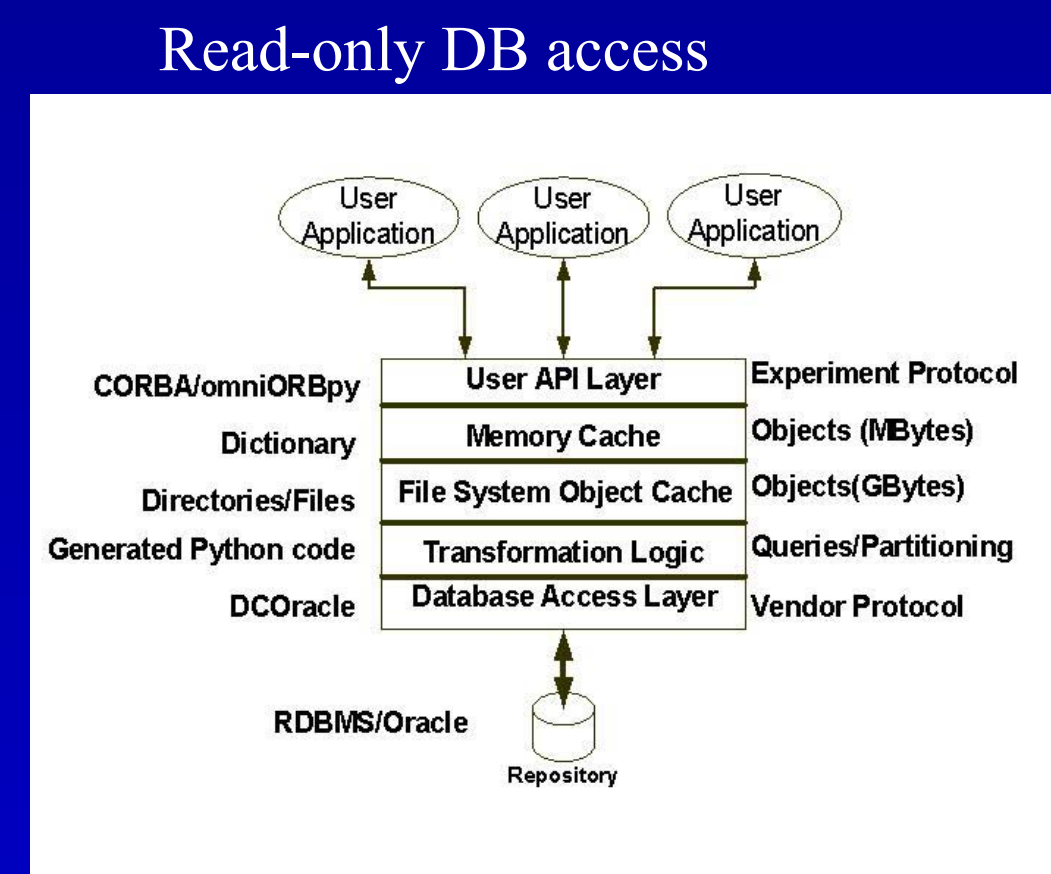 Read-only DB access
User
Application
User
Application
User
Application
CORBA/omniORBpy
User API Layer
Experiment Protocol
Dictionary
Memory Cache
Objects (MBytes)
Directories/Files
File System Object Cache
Objects(GBytes)
Generated Python code
Transformation Logic
Queries/Partitioning
DCOracle
Database Access Layer
Vendor Protocol
RDBMS/Oracle
Repository